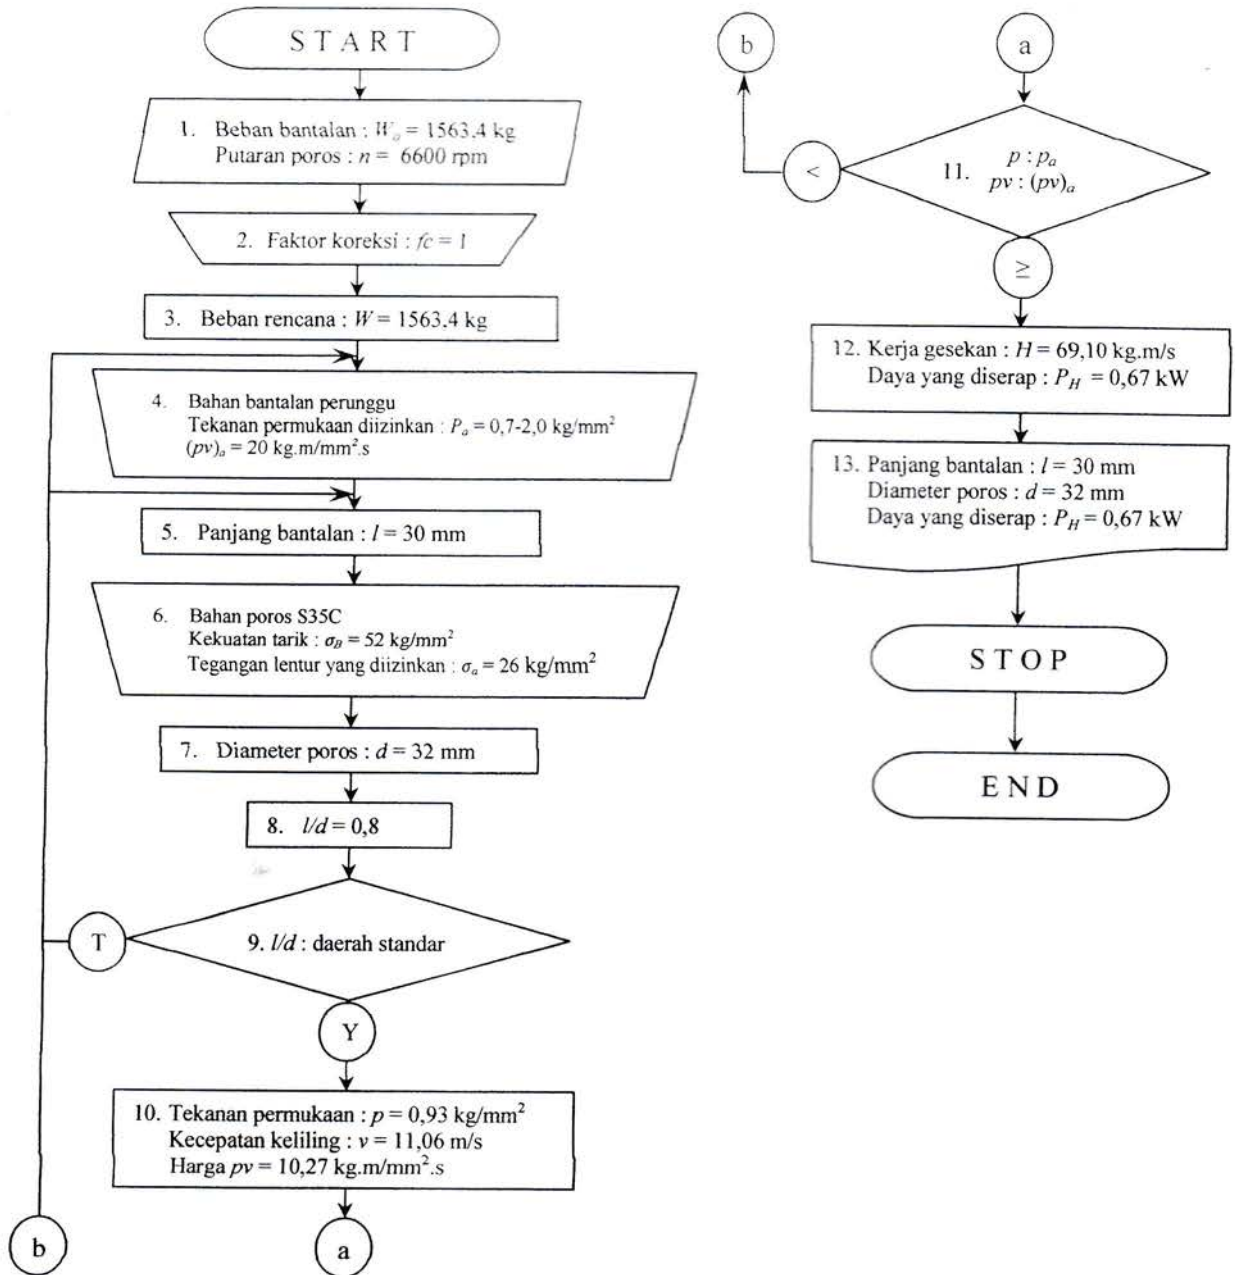 START
1. Beban bantalan : Wₒ = 1563.4 kg
Putaran poros : n = 6600 rpm
2. Faktor koreksi : fc = 1
3. Beban rencana : W = 1563.4 kg
4. Bahan bantalan perunggu
Tekanan permukaan diizinkan : Pₐ = 0,7-2,0 kg/mm²
(pv)ₐ = 20 kg.m/mm².s
5. Panjang bantalan : l = 30 mm
6. Bahan poros S35C
Kekuatan tarik : σ_B = 52 kg/mm²
Tegangan lentur yang diizinkan : σₐ = 26 kg/mm²
7. Diameter poros : d = 32 mm
8. l/d = 0,8
9. l/d : daerah standar
T
Y
10. Tekanan permukaan : p = 0,93 kg/mm²
Kecepatan keliling : v = 11,06 m/s
Harga pv = 10,27 kg.m/mm².s
b
a
b
a
11. p : pₐ
pv : (pv)ₐ
<
≥
12. Kerja gesekan : H = 69,10 kg.m/s
Daya yang diserap : P_H = 0,67 kW
13. Panjang bantalan : l = 30 mm
Diameter poros : d = 32 mm
Daya yang diserap : P_H = 0,67 kW
STOP
END